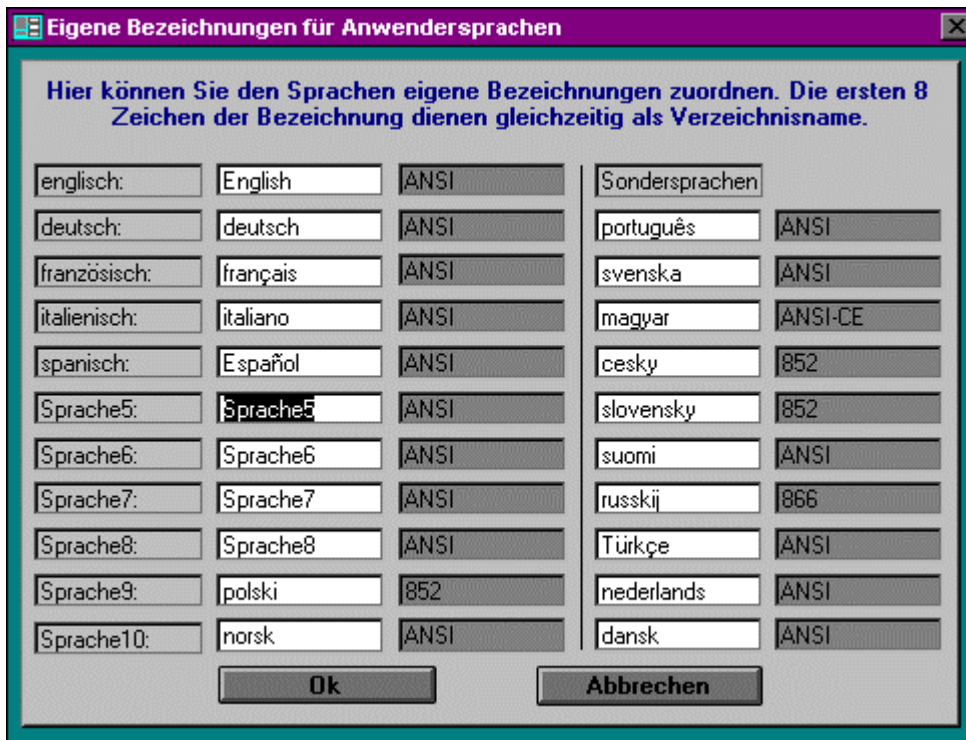 Eigene Bezeichnungen für Anwendersprachen
Hier können Sie den Sprachen eigene Bezeichnungen zuordnen. Die ersten 8
Zeichen der Bezeichnung dienen gleichzeitig als Verzeichnisname.
englisch: English ANSI Sondersprachen
deutsch: deutsch ANSI português ANSI
französisch: français ANSI svenska ANSI
italienisch: italiano ANSI magyar ANSI-CE
spanisch: Español ANSI cesky 852
Sprache5: Sprache5 ANSI slovensky 852
Sprache6: Sprache6 ANSI suomi ANSI
Sprache7: Sprache7 ANSI russkij 866
Sprache8: Sprache8 ANSI Türkçe ANSI
Sprache9: polski 852 nederlands ANSI
Sprache10: norsk ANSI dansk ANSI
Ok Abbrechen